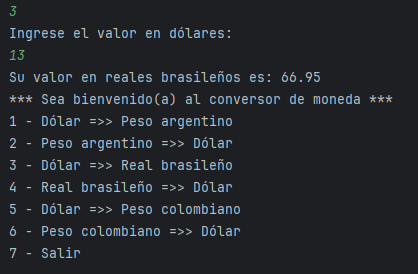 3
Ingrese el valor en dólares:
13
Su valor en reales brasileños es: 66.95
*** Sea bienvenido(a) al conversor de moneda ***
1 - Dólar =>> Peso argentino
2 - Peso argentino =>> Dólar
3 - Dólar =>> Real brasileño
4 - Real brasileño =>> Dólar
5 - Dólar =>> Peso colombiano
6 - Peso colombiano =>> Dólar
7 - Salir